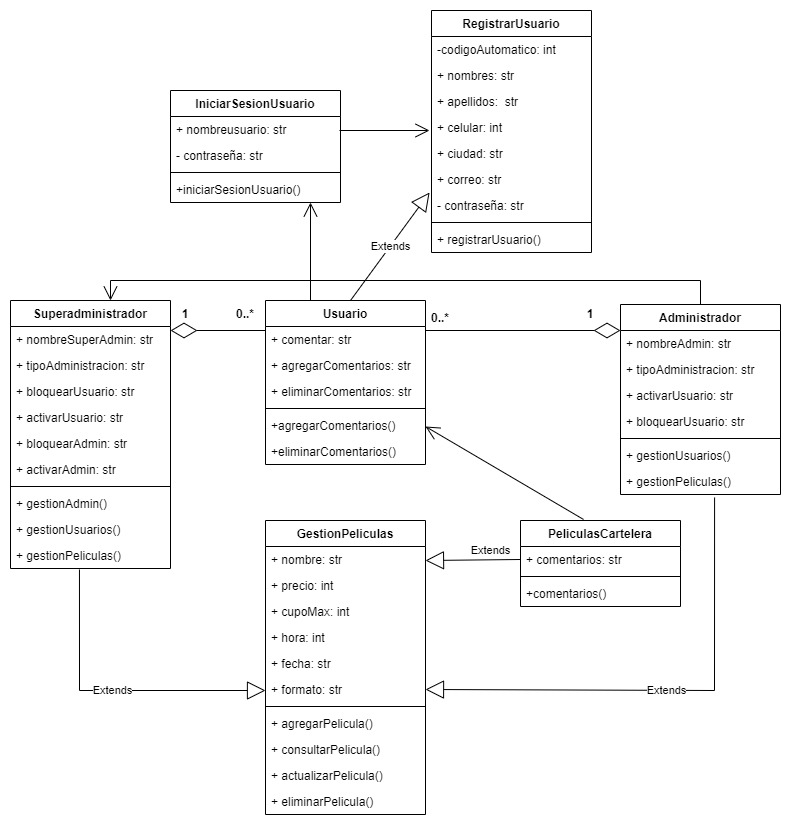 RegistrarUsuario
-codigoAutomatico: int
+ nombres: str
+ apellidos:  str
+ celular: int
+ ciudad: str
+ correo: str
- contraseña: str
+ registrarUsuario()
IniciarSesionUsuario
+ nombreusuario: str
- contraseña: str
+iniciarSesionUsuario()
Extends
Superadministrador
+ nombreSuperAdmin: str
+ tipoAdministracion: str
+ bloquearUsuario: str
+ activarUsuario: str
+ bloquearAdmin: str
+ activarAdmin: str
+ gestionAdmin()
+ gestionUsuarios()
+ gestionPeliculas()
1
0..*
Usuario
+ comentar: str
+ agregarComentarios: str
+ eliminarComentarios: str
+agregarComentarios()
+eliminarComentarios()
0..*
1
Administrador
+ nombreAdmin: str
+ tipoAdministracion: str
+ activarUsuario: str
+ bloquearUsuario: str
+ gestionUsuarios()
+ gestionPeliculas()
GestionPeliculas
+ nombre: str
+ precio: int
+ cupoMax: int
+ hora: int
+ fecha: str
+ formato: str
+ agregarPelicula()
+ consultarPelicula()
+ actualizarPelicula()
+ eliminarPelicula()
Extends
PeliculasCartelera
+ comentarios: str
+comentarios()
Extends
Extends